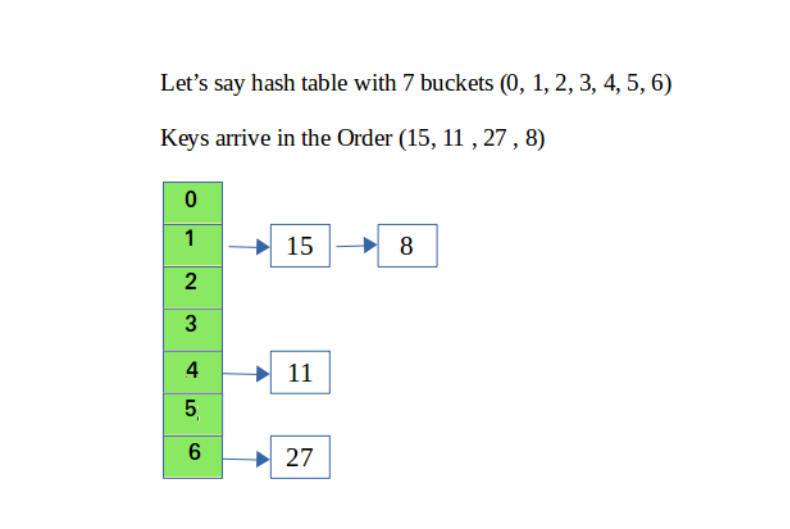 Let’s say hash table with 7 buckets (0, 1, 2, 3, 4, 5, 6)
Keys arrive in the Order (15, 11 , 27 , 8)
0
1 15 8
2
3
4 11
5
6 27